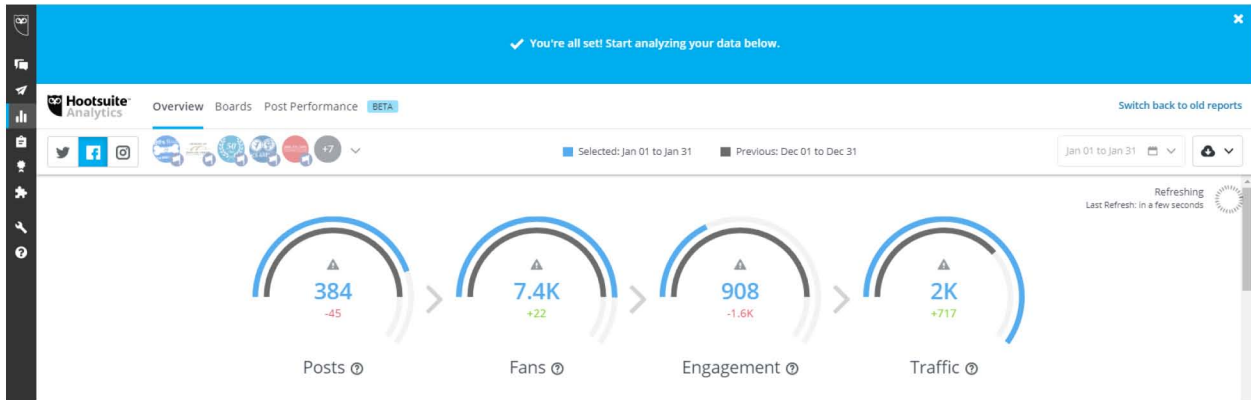 ✓ You're all set! Start analyzing your data below.
Hootsuite™
Analytics
Overview Boards Post Performance BETA
Switch back to old reports
50
+7
Selected: Jan 01 to Jan 31 Previous: Dec 01 to Dec 31
Jan 01 to Jan 31
Refreshing
Last Refresh: in a few seconds
384
-45
Posts
7.4K
+22
Fans
908
-1.6K
Engagement
2K
+717
Traffic